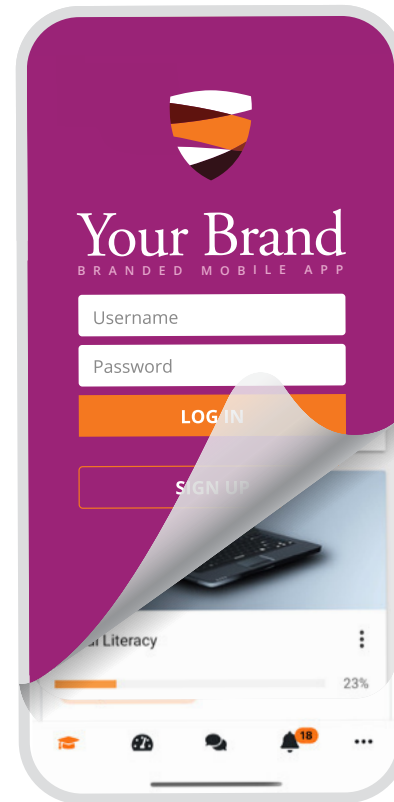 Your Brand
BRANDED MOBILE APP
Username
Password
LOG IN
SIGN UP
Literacy
23%
18